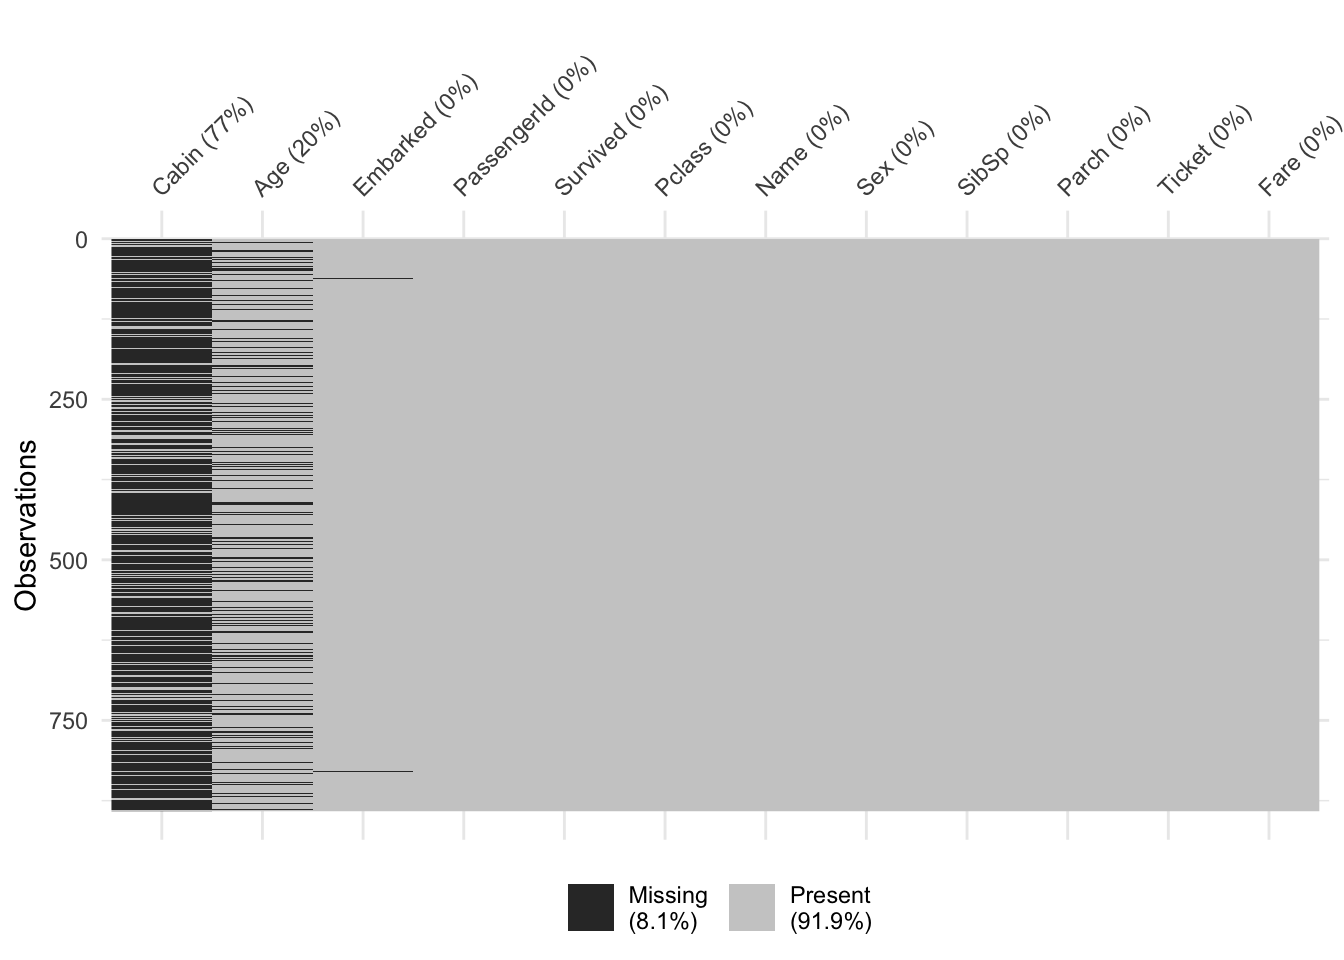 Cabin (77%)
Age (20%)
Embarked (0%)
PassengerId (0%)
Survived (0%)
Pclass (0%)
Name (0%)
Sex (0%)
SibSp (0%)
Parch (0%)
Ticket (0%)
Fare (0%)
0
250
500
750
Observations
Missing
(8.1%)
Present
(91.9%)